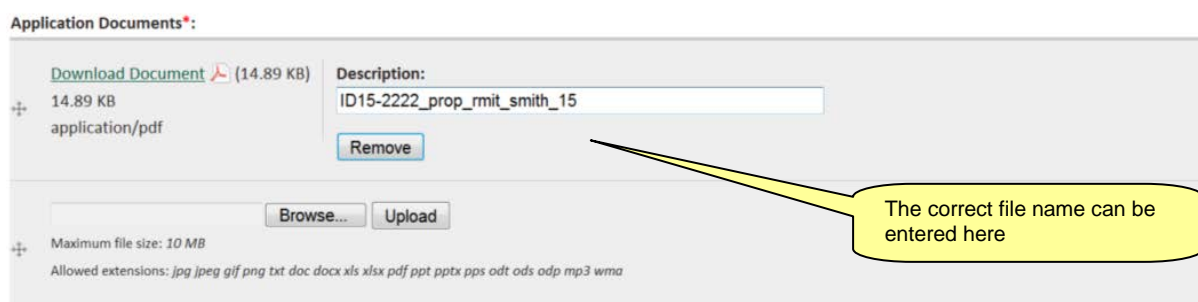 Application Documents*:
Download Document (14.89 KB)
14.89 KB
application/pdf
Description:
ID15-2222_prop_rmit_smith_15
Remove
Browse... Upload
Maximum file size: 10 MB
Allowed extensions: jpg jpeg gif png txt doc docx xls xlsx pdf ppt pptx pps odt ods odp mp3 wma
The correct file name can be
entered here